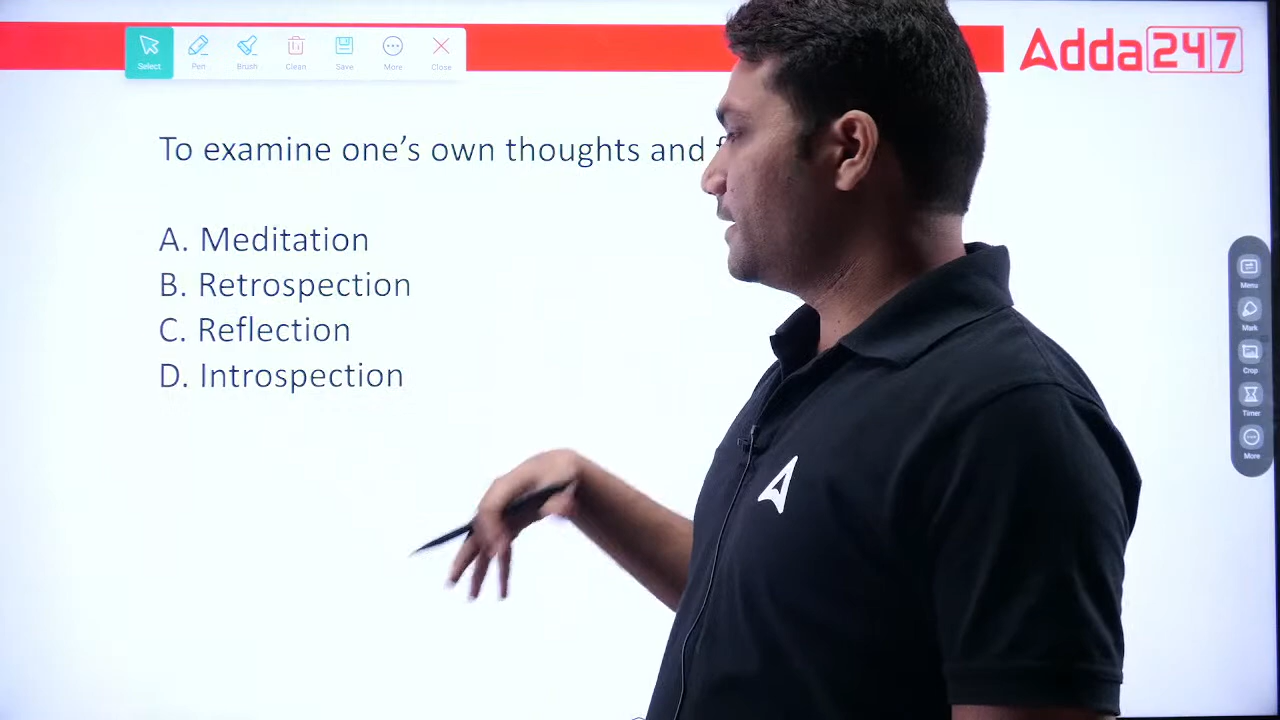 Select
Pen
Brush
Clean
Save
More
Close
Adda247
To examine one’s own thoughts and
A. Meditation
B. Retrospection
C. Reflection
D. Introspection
Menu
Mark
Crop
Timer
More